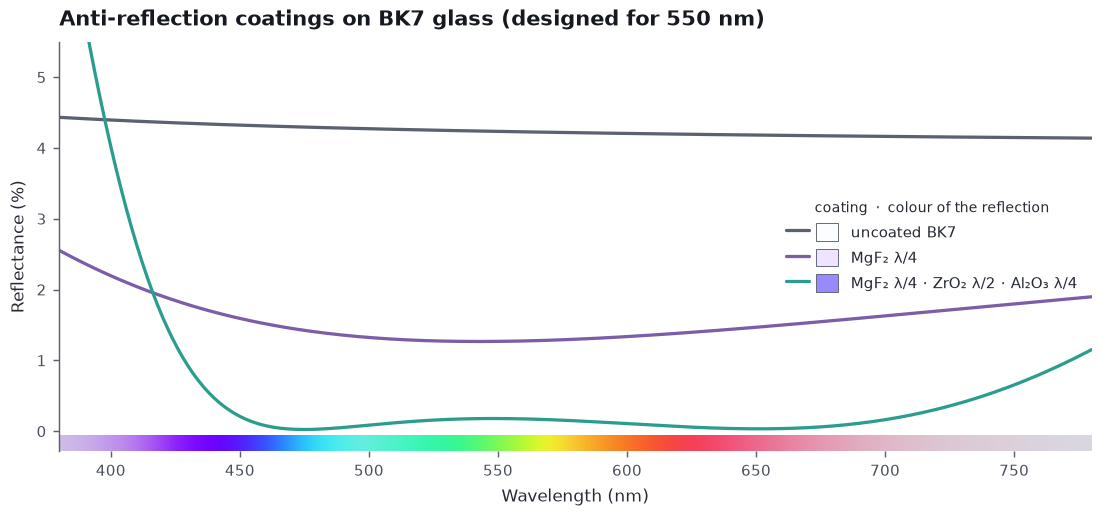 Anti-reflection coatings on BK7 glass (designed for 550 nm)
Reflectance (%)
5
4
3
2
1
0
coating · colour of the reflection
uncoated BK7
MgF₂ λ/4
MgF₂ λ/4 · ZrO₂ λ/2 · Al₂O₃ λ/4
400 450 500 550 600 650 700 750
Wavelength (nm)